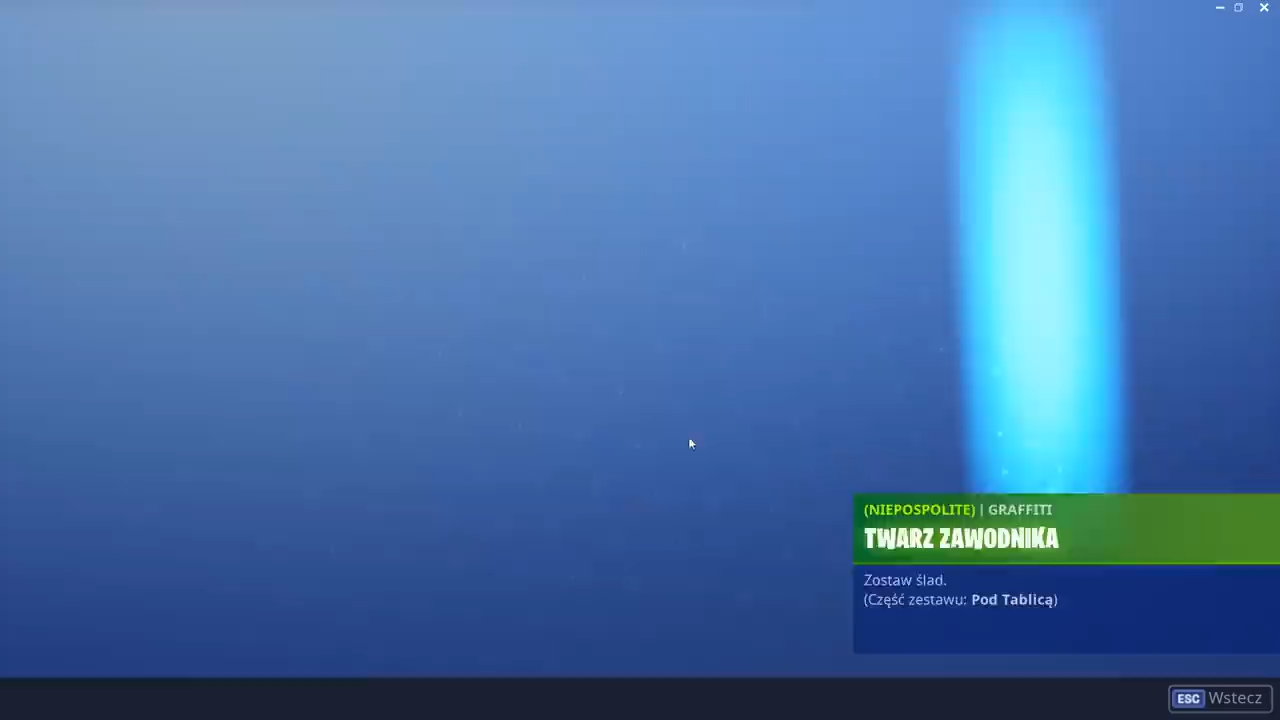 (NIEPOSPOLITE) | GRAFFITI
TWARZ ZAWODNIKA
Zostaw ślad.
(Część zestawu: Pod Tablicą)
ESC Wstecz